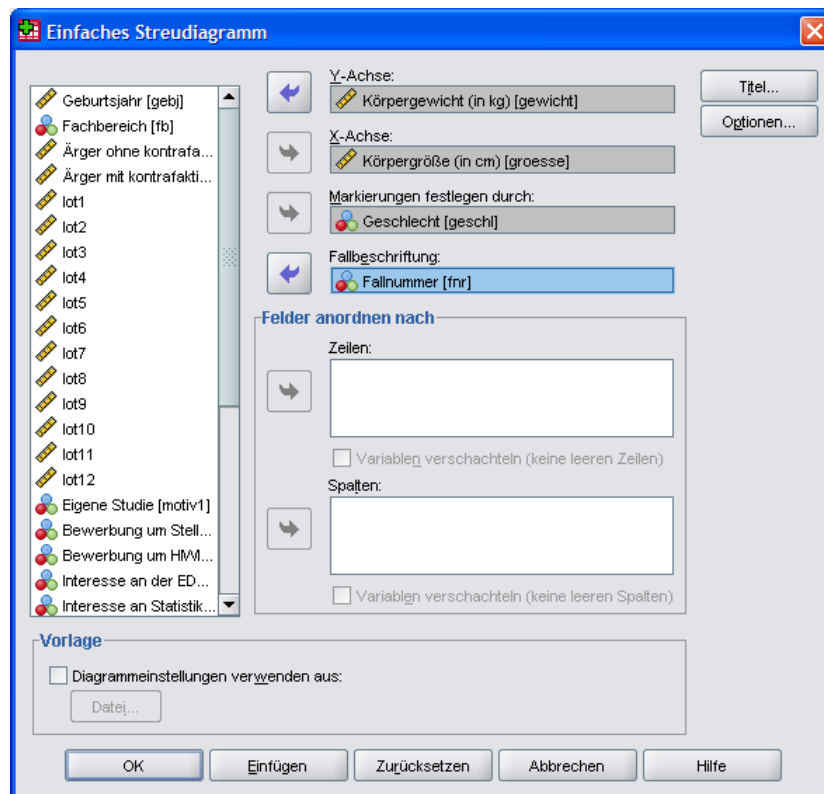 Einfaches Streudiagramm
Geburtsjahr [gebj]
Fachbereich [fb]
Ärger ohne kontrafa...
Ärger mit kontrafakti...
lot1
lot2
lot3
lot4
lot5
lot6
lot7
lot8
lot9
lot10
lot11
lot12
Eigene Studie [motiv1]
Bewerbung um Stell...
Bewerbung um HIWI...
Interesse an der ED...
Interesse an Statistik...
Y-Achse:
Körpergewicht (in kg) [gewicht]
X-Achse:
Körpergröße (in cm) [groesse]
Markierungen festlegen durch:
Geschlecht [geschl]
Fallbeschriftung:
Fallnummer [fnr]
Titel...
Optionen...
Felder anordnen nach
Zeilen:
Variablen verschachteln (keine leeren Zeilen)
Spalten:
Variablen verschachteln (keine leeren Spalten)
Vorlage
Diagrammeinstellungen verwenden aus:
Datei...
OK
Einfügen
Zurücksetzen
Abbrechen
Hilfe